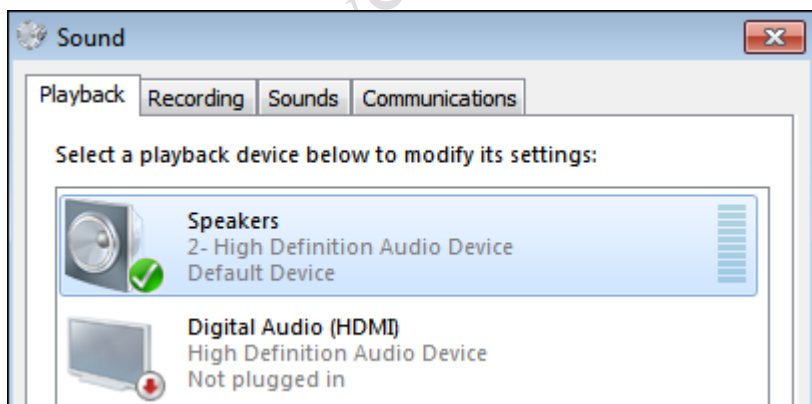 Sound
Playback Recording Sounds Communications
Select a playback device below to modify its settings:
Speakers
2- High Definition Audio Device
Default Device
Digital Audio (HDMI)
High Definition Audio Device
Not plugged in